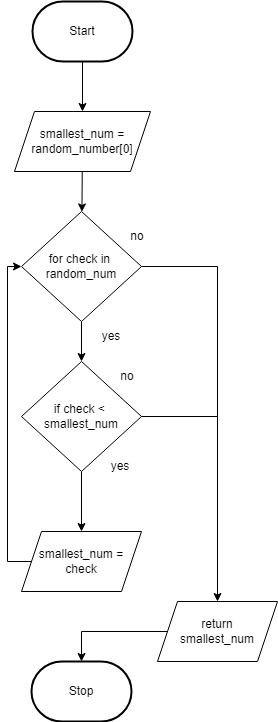 Start
smallest_num =
random_number[0]
no
for check in
random_num
yes
no
if check <
smallest_num
yes
smallest_num =
check
return
smallest_num
Stop